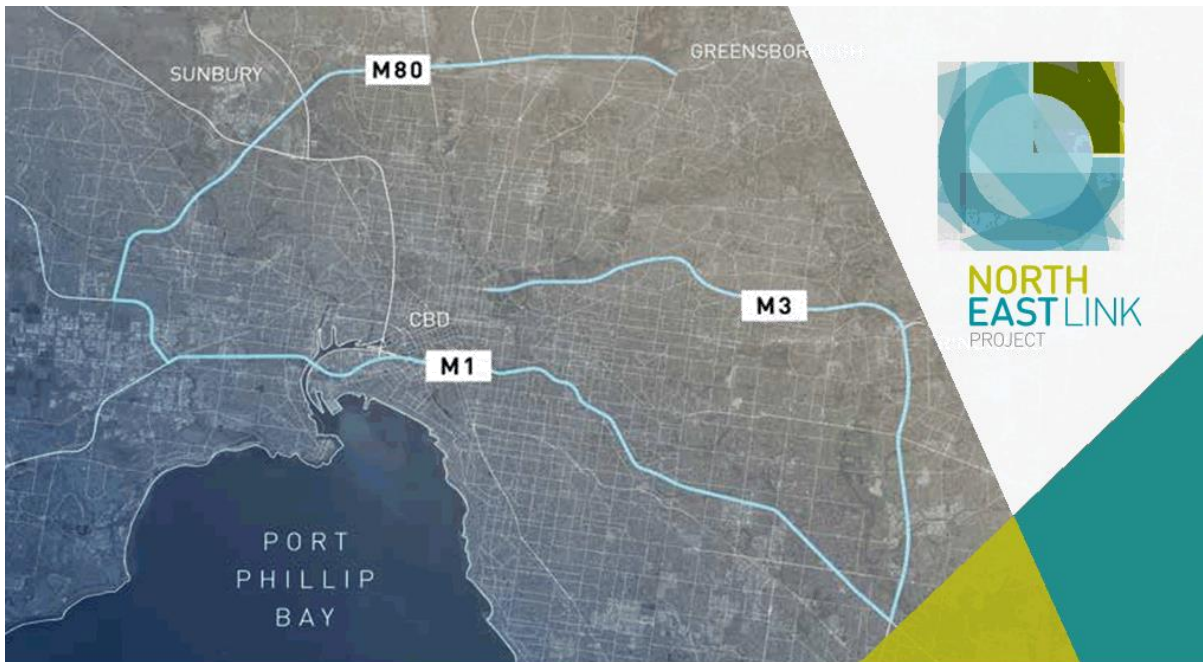 GREENSBOROUGH
SUNBURY
M80
CBD
M3
M1
PORT
PHILLIP
BAY
NORTH
EAST LINK
PROJECT